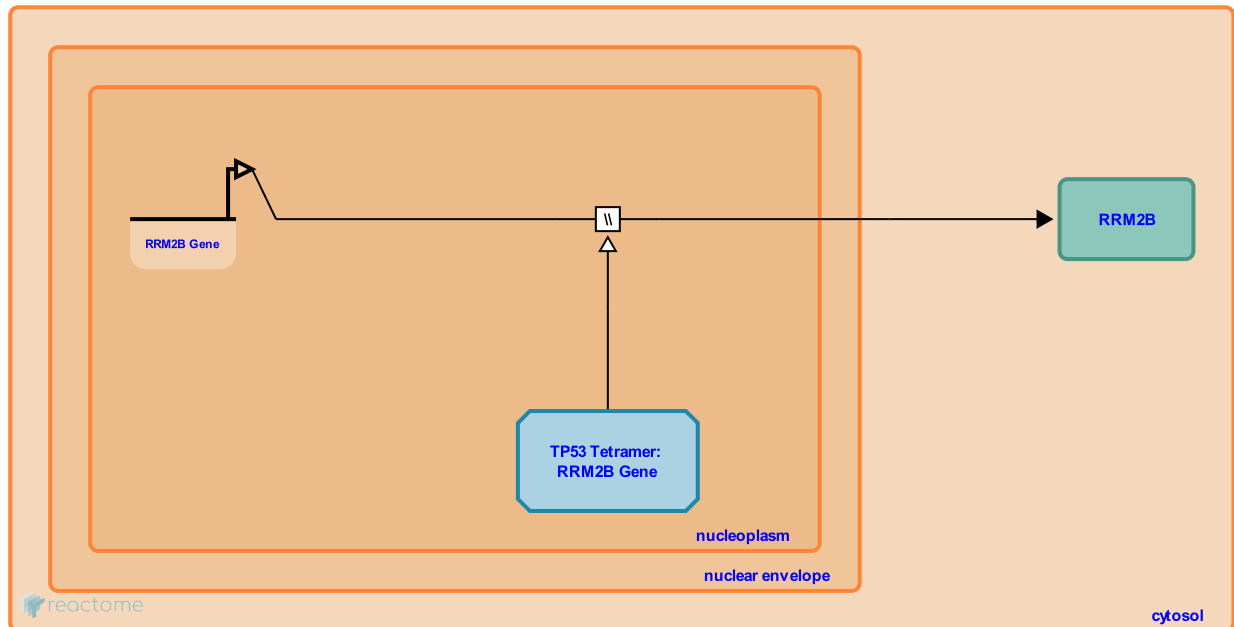 RRM2B Gene
\\
RRM2B
TP53 Tetramer:
RRM2B Gene
nucleoplasm
nuclear envelope
reactome
cytosol